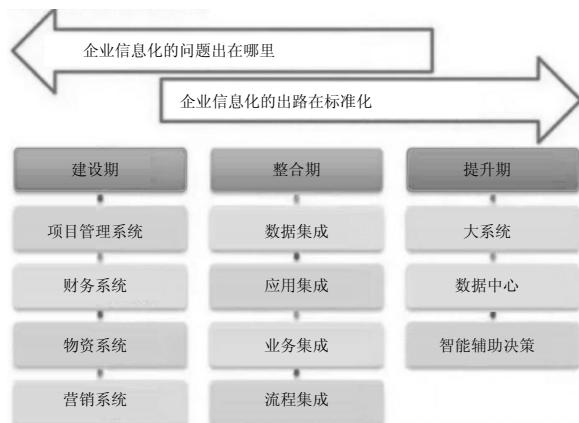 企业信息化的问题出在哪里
企业信息化的出路在标准化
建设期
整合期
提升期
项目管理系统
数据集成
大系统
财务系统
应用集成
数据中心
物资系统
业务集成
智能辅助决策
营销系统
流程集成